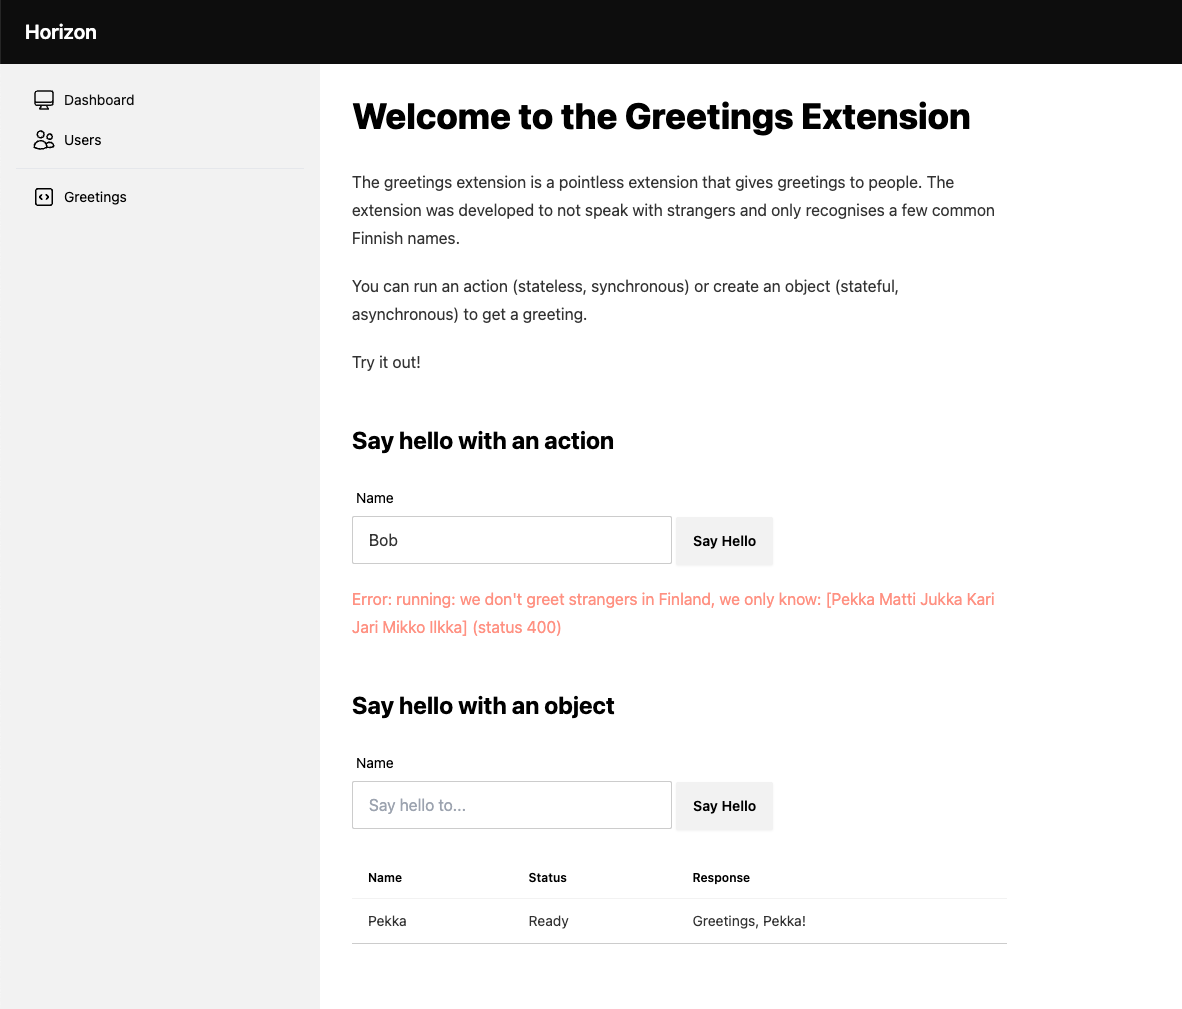 Horizon
Dashboard
Users
Greetings
Welcome to the Greetings Extension
The greetings extension is a pointless extension that gives greetings to people. The
extension was developed to not speak with strangers and only recognises a few common
Finnish names.
You can run an action (stateless, synchronous) or create an object (stateful,
asynchronous) to get a greeting.
Try it out!
Say hello with an action
Name
Bob
Say Hello
Error: running: we don't greet strangers in Finland, we only know: [Pekka Matti Jukka Kari
Jari Mikko Ilkka] (status 400)
Say hello with an object
Name
Say hello to...
Say Hello
Name Status Response
Pekka Ready Greetings, Pekka!